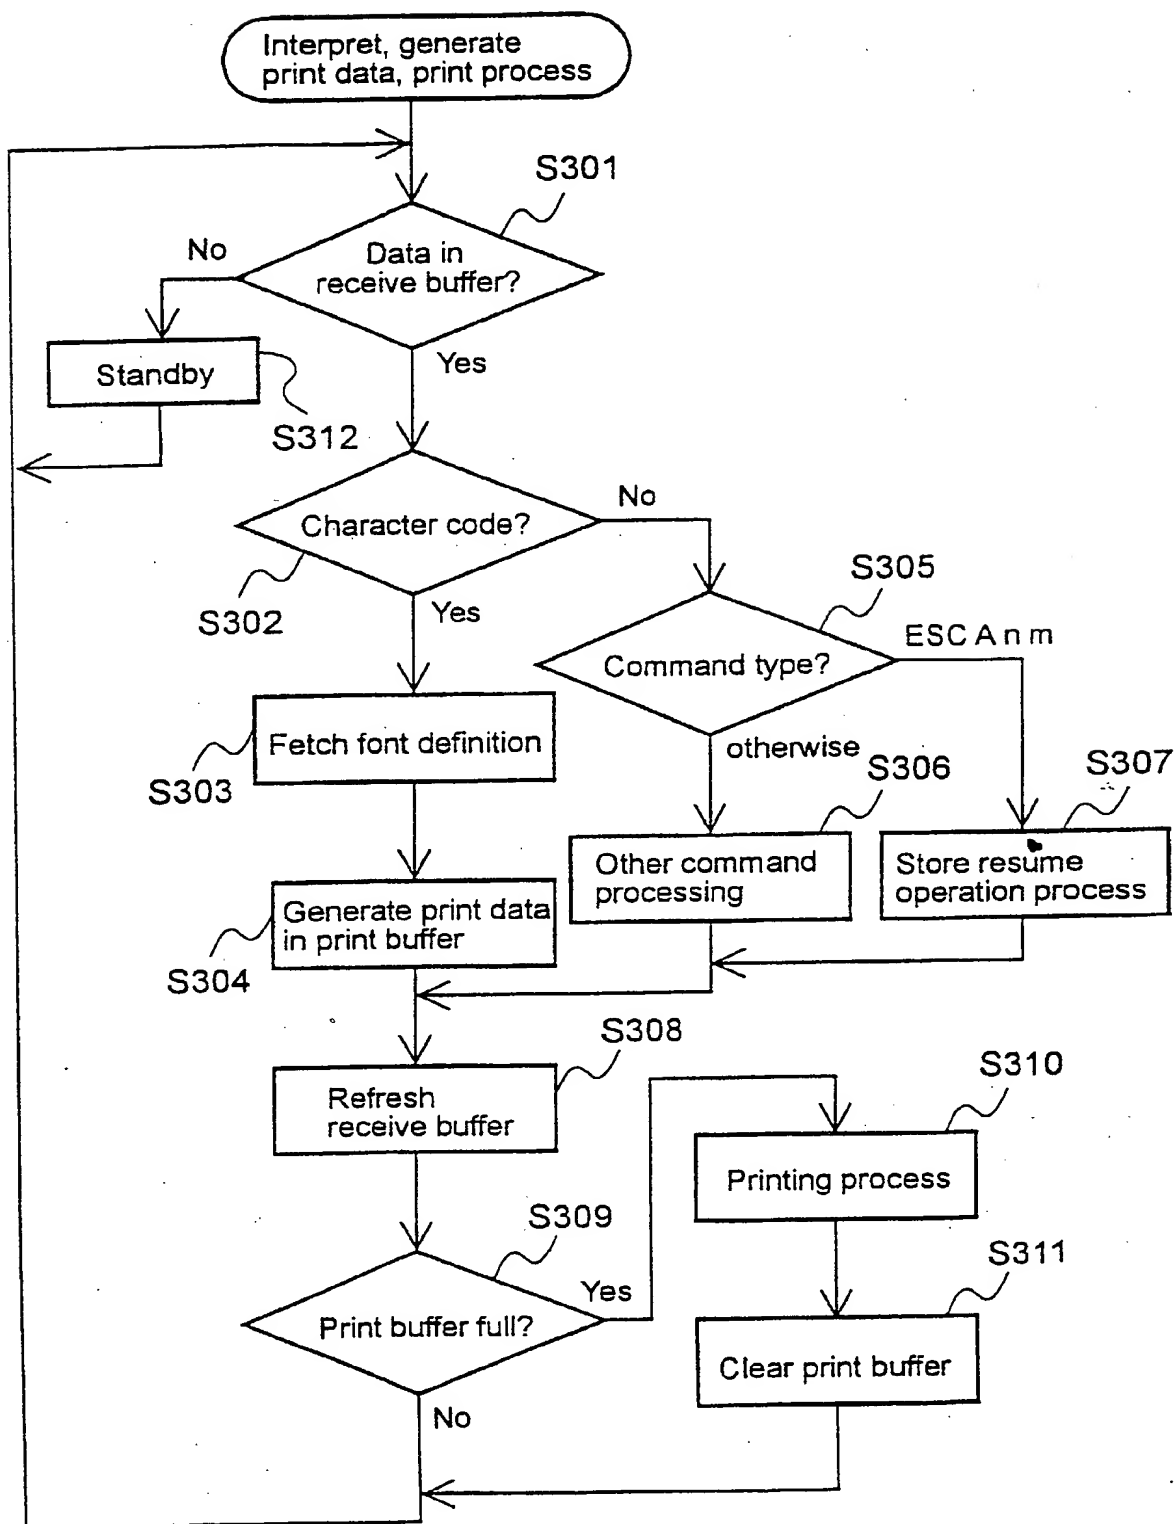 Interpret, generate
print data, print process
S301
No
Data in
receive buffer?
Yes
Standby
S312
No
Character code?
S305
S302
Yes
ESC A n m
Command type?
Fetch font definition
otherwise
S303
S306
S307
Other command
processing
Store resume
operation process
Generate print data
in print buffer
S304
S308
S310
Refresh
receive buffer
Printing process
S309
S311
Yes
Print buffer full?
Clear print buffer
No